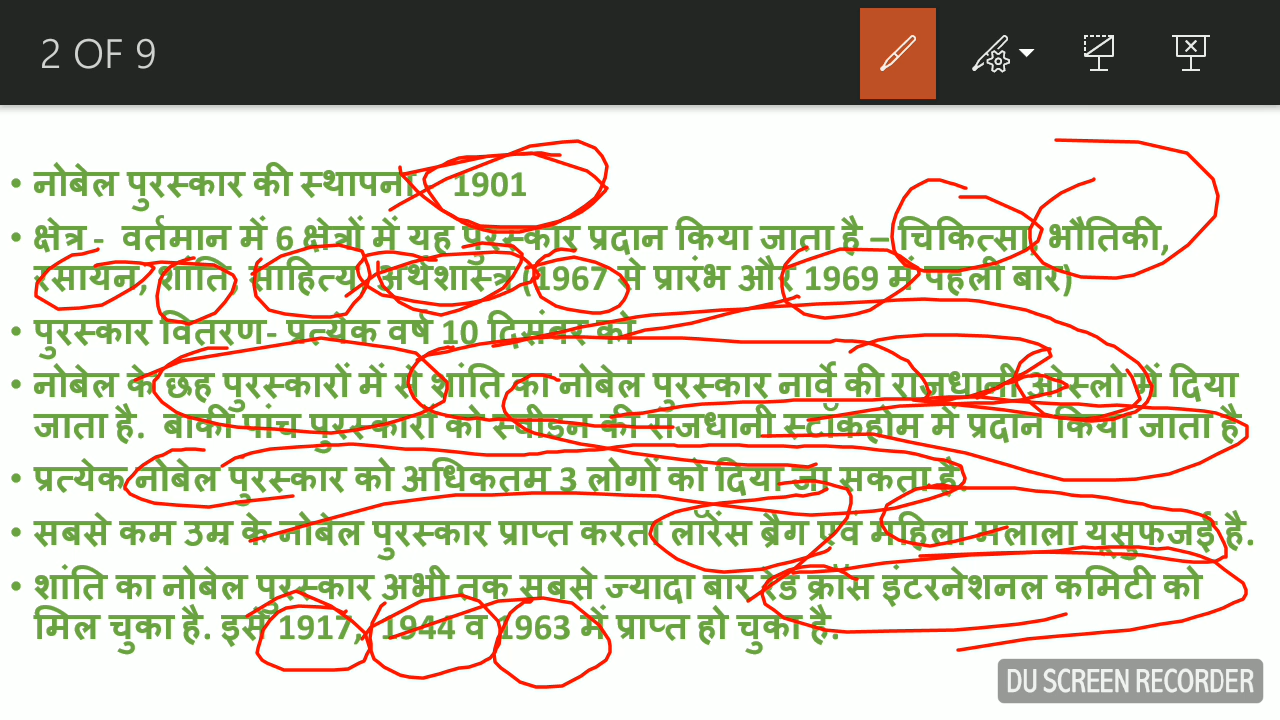 2 OF 9
• नोबेल पुरस्कार की स्थापना 1901
• क्षेत्र - वर्तमान में 6 क्षेत्रों में यह पुरस्कार प्रदान किया जाता है – चिकित्सा, भौतिकी,
रसायन, शांति, साहित्य, अर्थशास्त्र (1967 से प्रारंभ और 1969 में पहली बार)
• पुरस्कार वितरण- प्रत्येक वर्ष 10 दिसंबर को
• नोबेल के छह पुरस्कारों में से शांति का नोबेल पुरस्कार नार्वे की राजधानी ओस्लो में दिया
जाता है. बाकी पांच पुरस्कारों को स्वीडन की राजधानी स्टॉकहोम में प्रदान किया जाता है
• प्रत्येक नोबेल पुरस्कार को अधिकतम 3 लोगों को दिया जा सकता है.
• सबसे कम उम्र के नोबेल पुरस्कार प्राप्त करता लॉरेंस ब्रैग एवं महिला मलाला यूसुफजई है.
• शांति का नोबेल पुरस्कार अभी तक सबसे ज्यादा बार रेड क्रॉस इंटरनेशनल कमिटी को
मिल चुका है. इसे 1917, 1944 व 1963 में प्राप्त हो चुका है.
DU SCREEN RECORDER